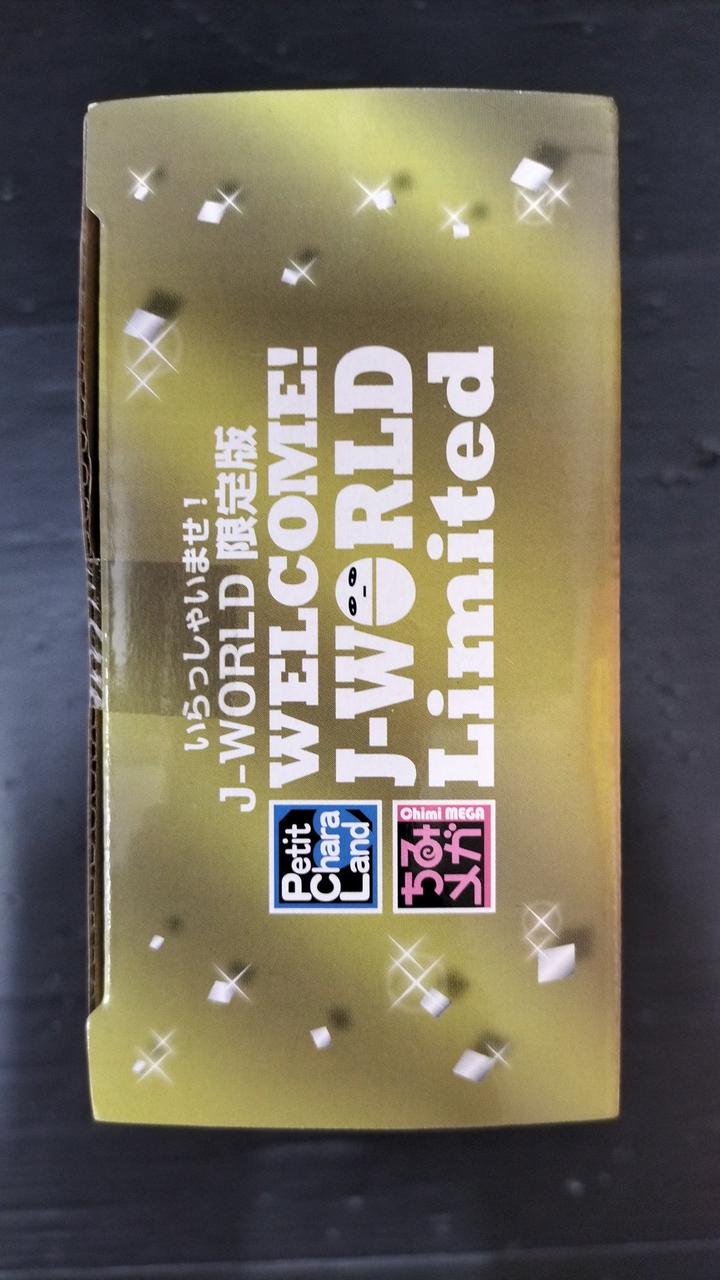 いらっしゃいませ！
J-WORLD 限定版
WELCOME!
J-WORLD
Limited
Petit
Chara
Land
Chimi MEGA
ちみ
メガ